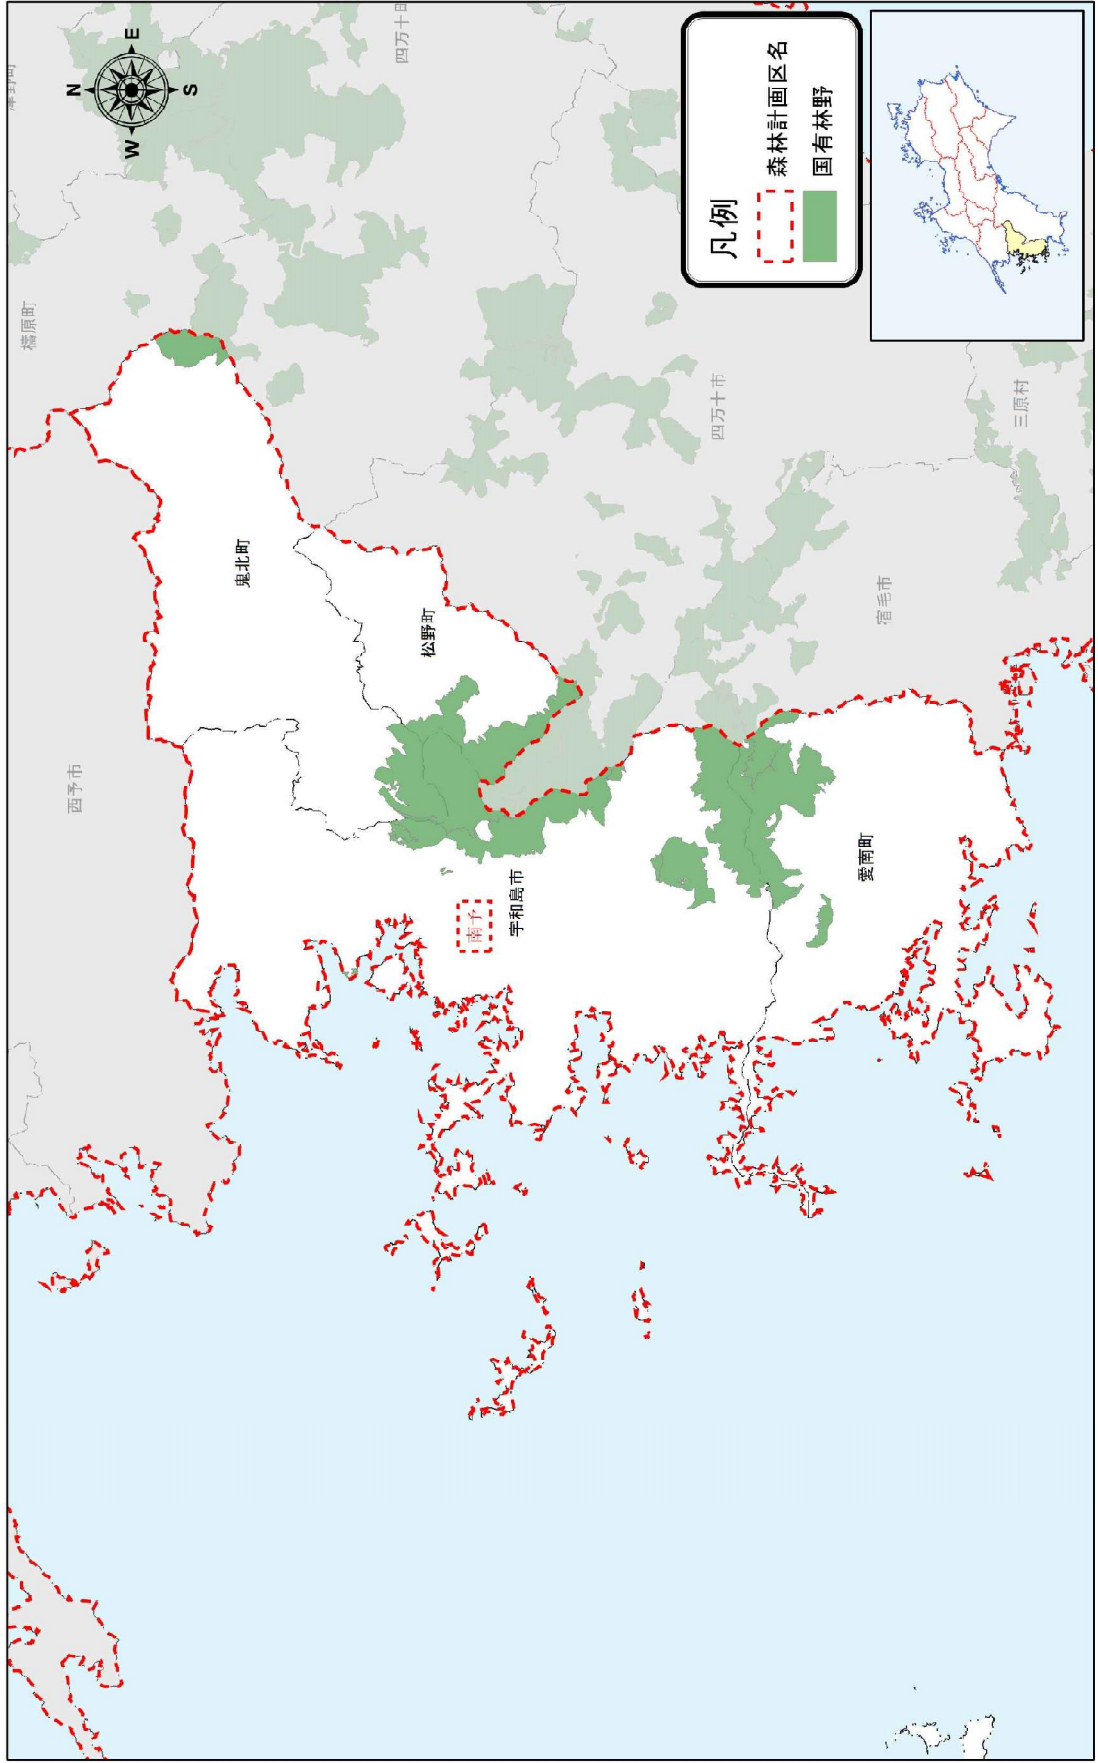 N
W
E
S
檮原町
四万十町
西予市
鬼北町
松野町
南予
宇和島市
四万十市
愛南町
宿毛市
三原村
凡例
森林計画区名
国有林野